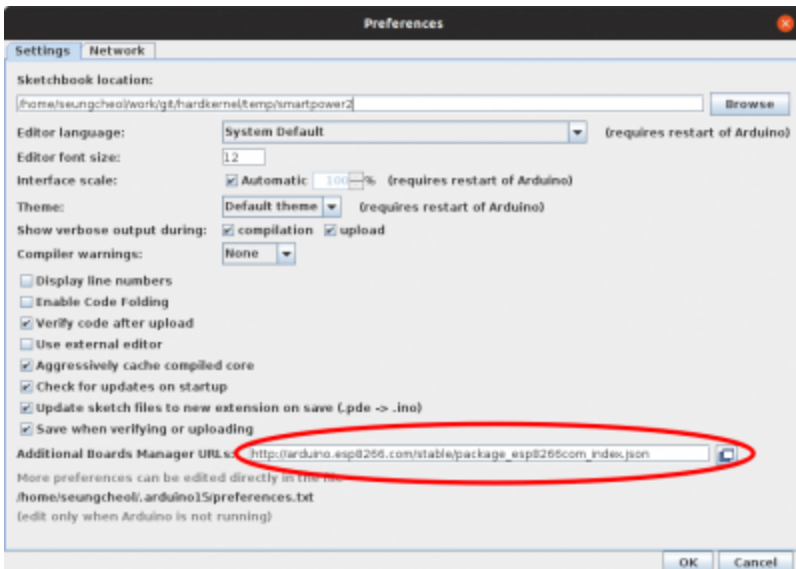 Preferences
Settings Network
Sketchbook location:
/home/seungcheol/work/git/hardkernel/temp/smartpower2 Browse
Editor language: System Default (requires restart of Arduino)
Editor font size: 12
Interface scale: Automatic 100 % (requires restart of Arduino)
Theme: Default theme (requires restart of Arduino)
Show verbose output during: compilation upload
Compiler warnings: None
Display line numbers
Enable Code Folding
Verify code after upload
Use external editor
Aggressively cache compiled core
Check for updates on startup
Update sketch files to new extension on save (.pde -> .ino)
Save when verifying or uploading
Additional Boards Manager URLs: http://arduino.esp8266.com/stable/package_esp8266com_index.json
More preferences can be edited directly in the file
/home/seungcheol/.arduino15/preferences.txt
(edit only when Arduino is not running)
OK Cancel